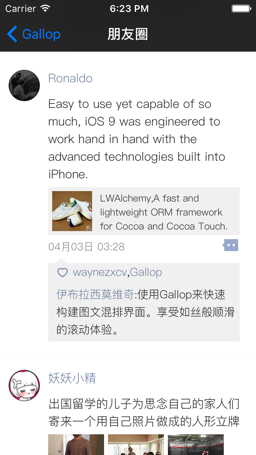 Carrier 6:23 PM
Gallop 朋友圈
Ronaldo
Easy to use yet capable of so
much, iOS 9 was engineered to
work hand in hand with the
advanced technologies built into
iPhone.
LWAlchemy,A fast and
lightweight ORM framework
for Cocoa and Cocoa Touch.
04月03日 03:28
waynezxcv,Gallop
伊布拉西莫维奇:使用Gallop来快速
构建图文混排界面。享受如丝般顺滑
的滚动体验。
妖妖小精
出国留学的儿子为思念自己的家人们
寄来一个用自己照片做成的人形立牌